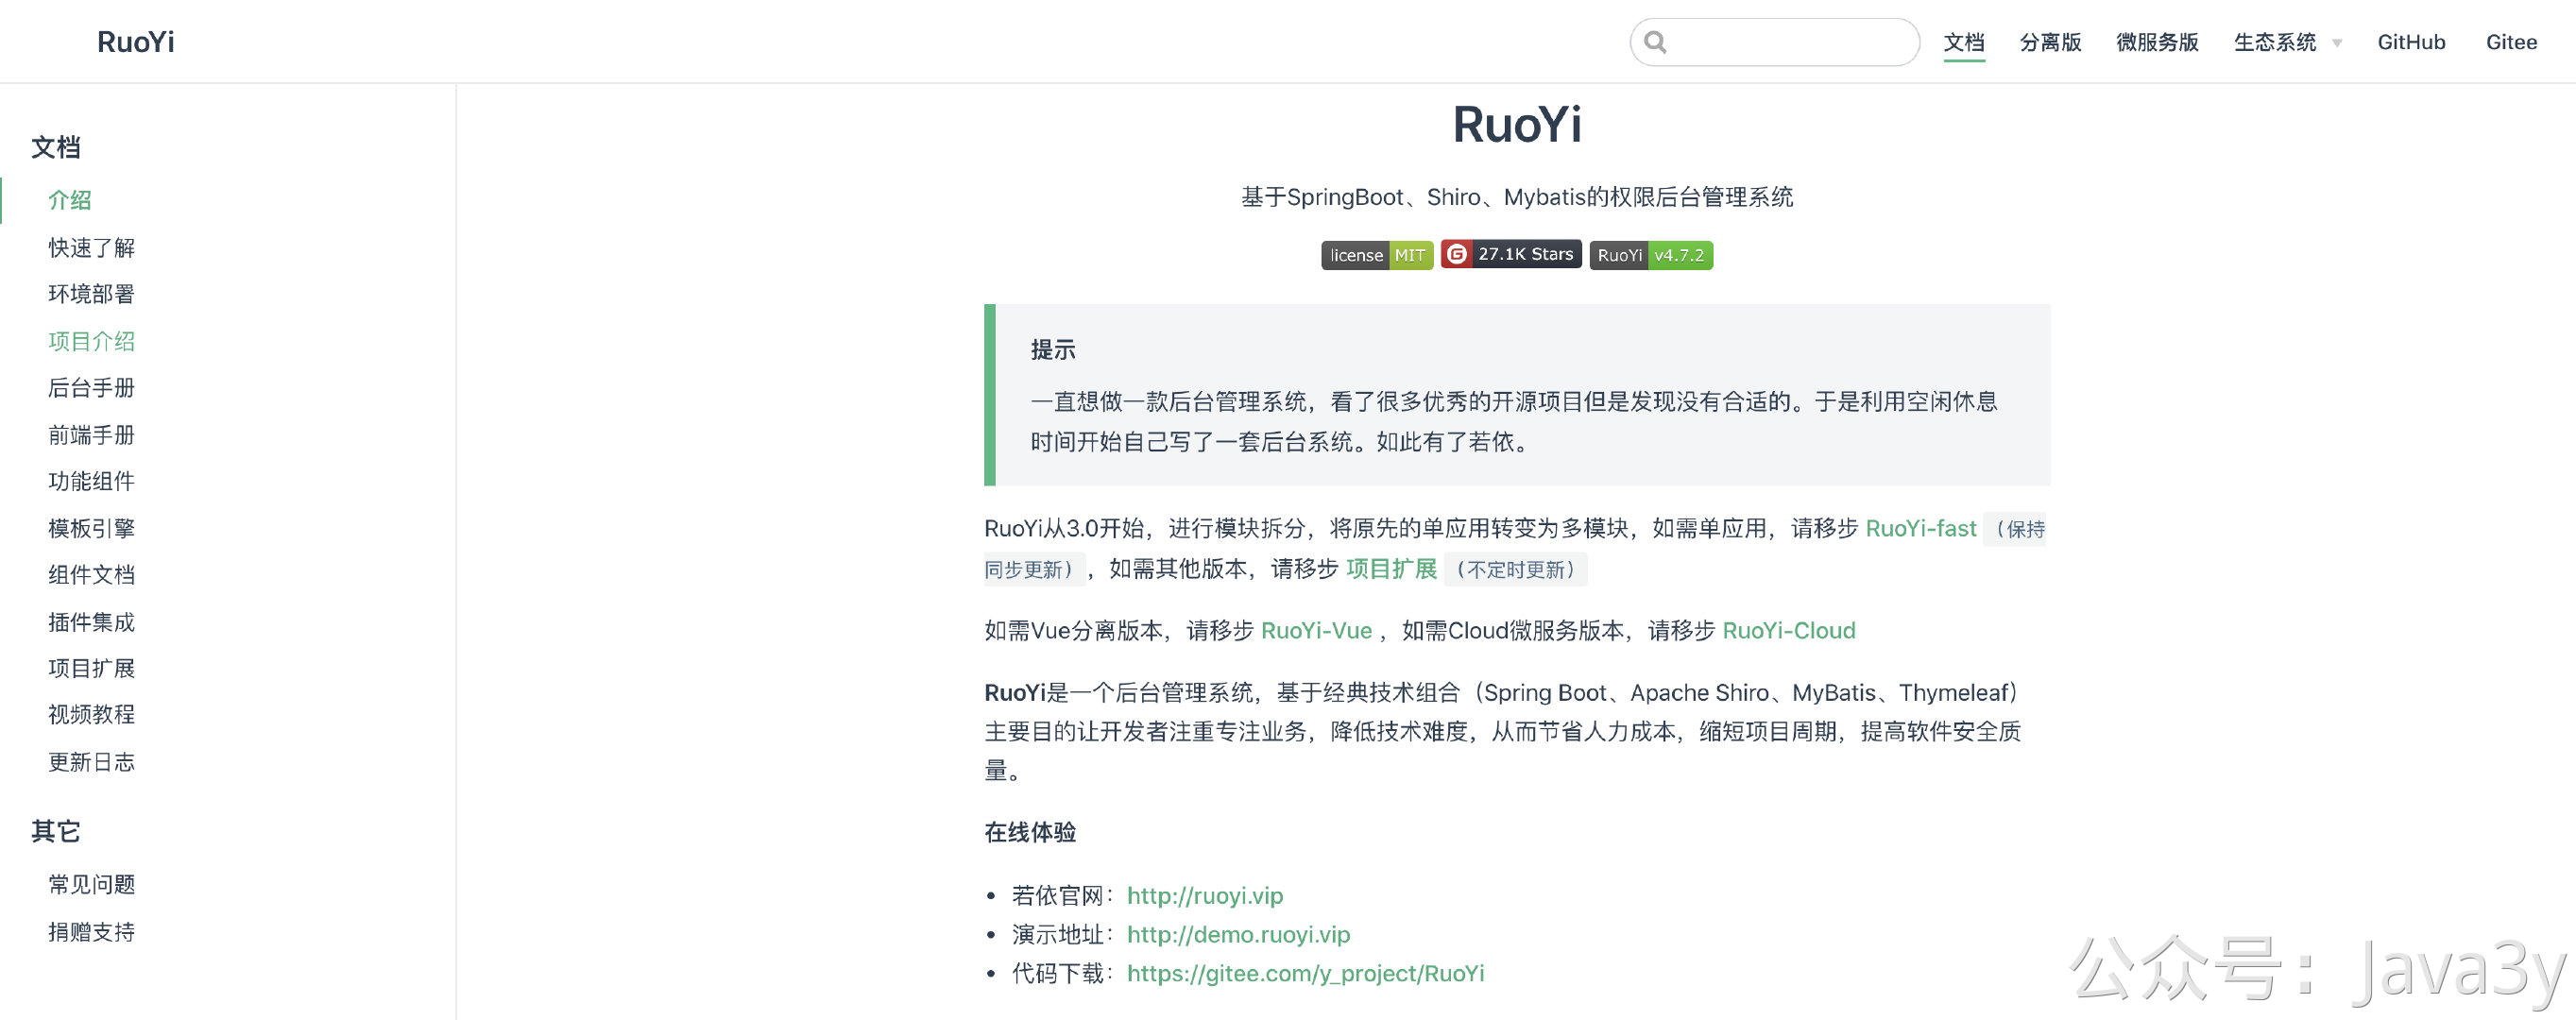 RuoYi
文档
分离版
微服务版
生态系统
GitHub
Gitee
文档
介绍
快速了解
环境部署
项目介绍
后台手册
前端手册
功能组件
模板引擎
组件文档
插件集成
项目扩展
视频教程
更新日志
其它
常见问题
捐赠支持
RuoYi
基于SpringBoot、Shiro、Mybatis的权限后台管理系统
license MIT G 27.1K Stars RuoYi v4.7.2
提示
一直想做一款后台管理系统，看了很多优秀的开源项目但是发现没有合适的。于是利用空闲休息
时间开始自己写了一套后台系统。如此有了若依。
RuoYi从3.0开始，进行模块拆分，将原先的单应用转变为多模块，如需单应用，请移步 RuoYi-fast （保持
同步更新），如需其他版本，请移步 项目扩展 （不定时更新）
如需Vue分离版本，请移步 RuoYi-Vue ，如需Cloud微服务版本，请移步 RuoYi-Cloud
RuoYi是一个后台管理系统，基于经典技术组合（Spring Boot、Apache Shiro、MyBatis、Thymeleaf）
主要目的让开发者注重专注业务，降低技术难度，从而节省人力成本，缩短项目周期，提高软件安全质
量。
在线体验
• 若依官网：http://ruoyi.vip
• 演示地址：http://demo.ruoyi.vip
• 代码下载：https://gitee.com/y_project/RuoYi
公众号：Java3y